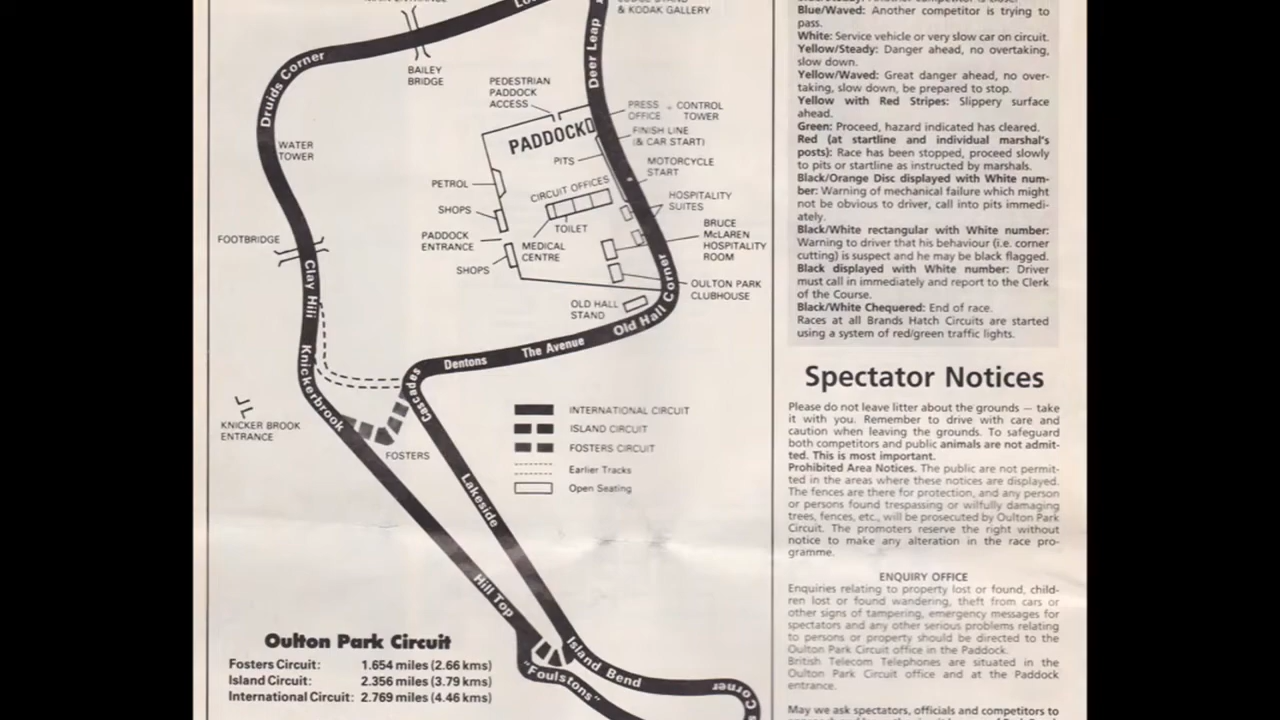 & KODAK GALLERY
Deer Leap
Druids Corner
BAILEY
BRIDGE
PEDESTRIAN
PADDOCK
ACCESS
PRESS
OFFICE
CONTROL
TOWER
PADDOCK
FINISH LINE
(& CAR START)
WATER
TOWER
PITS
MOTORCYCLE
START
PETROL
CIRCUIT OFFICES
HOSPITALITY
SUITES
SHOPS
TOILET
BRUCE
McLAREN
HOSPITALITY
ROOM
FOOTBRIDGE
PADDOCK
ENTRANCE
MEDICAL
CENTRE
SHOPS
Clay Hill
OULTON PARK
CLUBHOUSE
OLD HALL
STAND
Old Hall Corner
The Avenue
Dentons
Cascades
Knickerbrook
KNICKER BROOK
ENTRANCE
FOSTERS
INTERNATIONAL CIRCUIT
ISLAND CIRCUIT
FOSTERS CIRCUIT
Earlier Tracks
Open Seating
Lakeside
Hill Top
Island Bend
"Foulstons"
Corner
Oulton Park Circuit
Fosters Circuit: 1.654 miles (2.66 kms)
Island Circuit: 2.356 miles (3.79 kms)
International Circuit: 2.769 miles (4.46 kms)
Blue/Waved: Another competitor is trying to
pass.
White: Service vehicle or very slow car on circuit.
Yellow/Steady: Danger ahead, no overtaking,
slow down.
Yellow/Waved: Great danger ahead, no over-
taking, slow down, be prepared to stop.
Yellow with Red Stripes: Slippery surface
ahead.
Green: Proceed, hazard indicated has cleared.
Red (at startline and individual marshal's
posts): Race has been stopped, proceed slowly
to pits or startline as instructed by marshals.
Black/Orange Disc displayed with White num-
ber: Warning of mechanical failure which might
not be obvious to driver, call into pits immedi-
ately.
Black/White rectangular with White number:
Warning to driver that his behaviour (i.e. corner
cutting) is suspect and he may be black flagged.
Black displayed with White number: Driver
must call in immediately and report to the Clerk
of the Course.
Black/White Chequered: End of race.
Races at all Brands Hatch Circuits are started
using a system of red/green traffic lights.
Spectator Notices
Please do not leave litter about the grounds — take
it with you. Remember to drive with care and
caution when leaving the grounds. To safeguard
both competitors and public animals are not admit-
ted. This is most important.
Prohibited Area Notices. The public are not permit-
ted in the areas where these notices are displayed.
The fences are there for protection, and any person
or persons found trespassing or wilfully damaging
trees, fences, etc., will be prosecuted by Oulton Park
Circuit. The promoters reserve the right without
notice to make any alteration in the race pro-
gramme.
ENQUIRY OFFICE
Enquiries relating to property lost or found, child-
ren lost or found wandering, theft from cars or
other signs of tampering, emergency messages for
spectators and any other serious problems relating
to persons or property should be directed to the
Oulton Park Circuit office in the Paddock.
British Telecom Telephones are situated in the
Oulton Park Circuit office and at the Paddock
entrance.
May we ask spectators, officials and competitors to